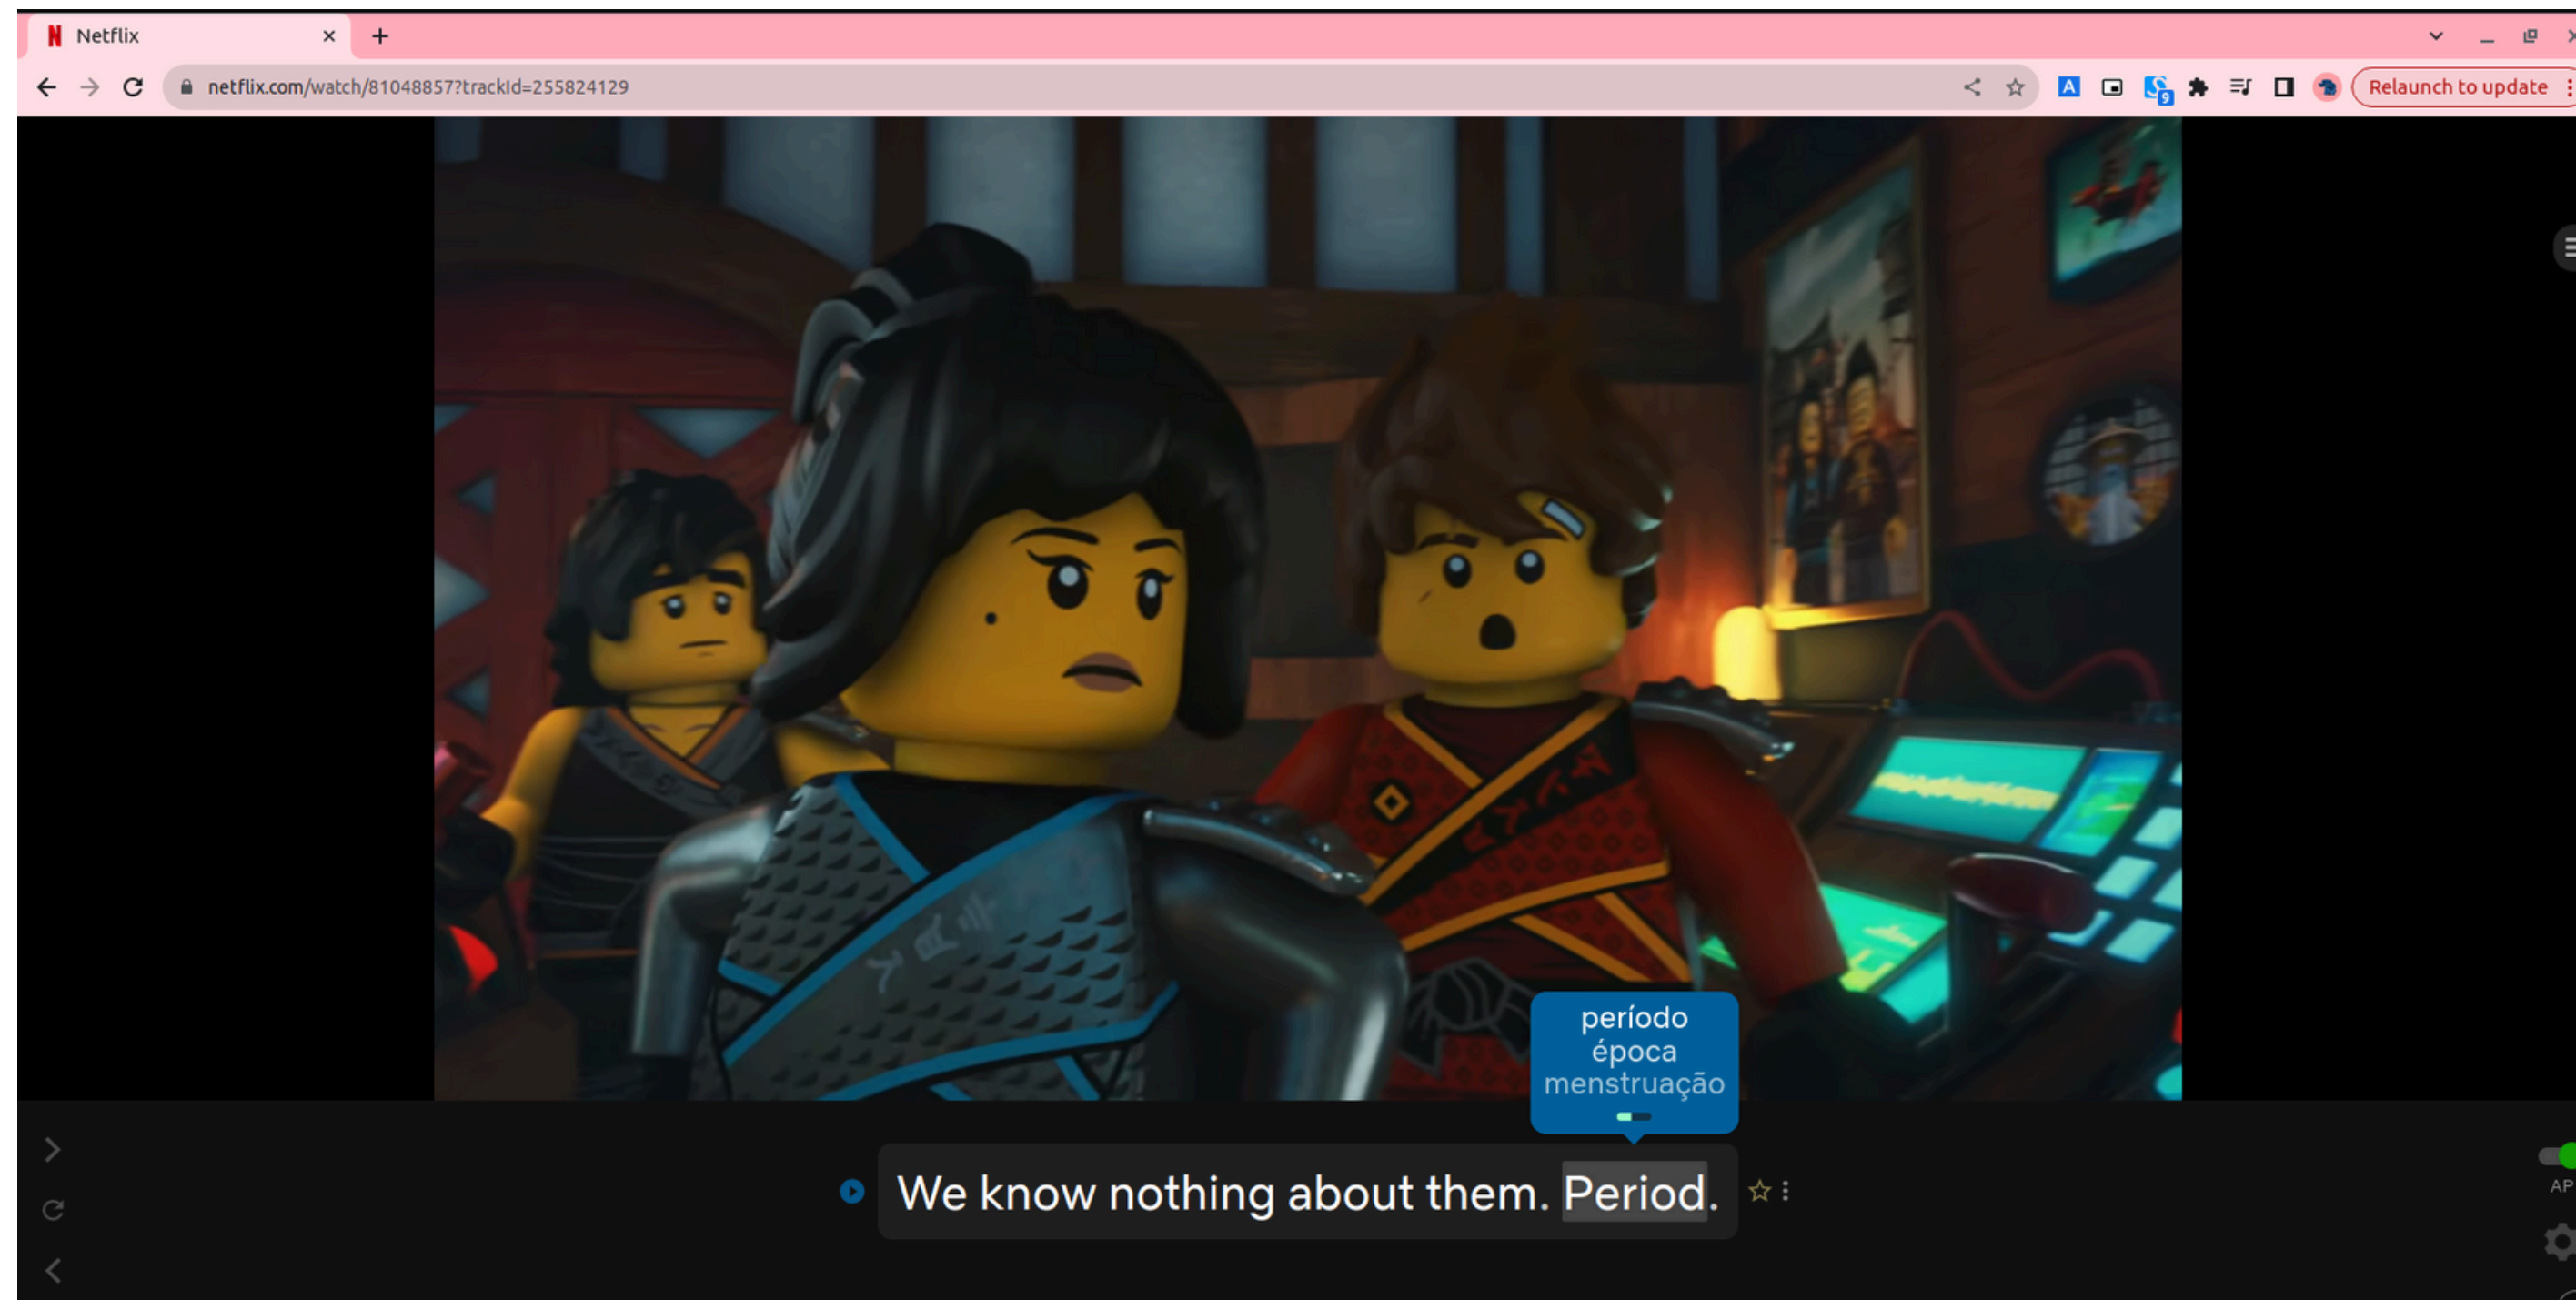 Netflix
netflix.com/watch/81048857?trackId=255824129
A
9
Relaunch to update
período
época
menstruação
We know nothing about them. Period.
AP